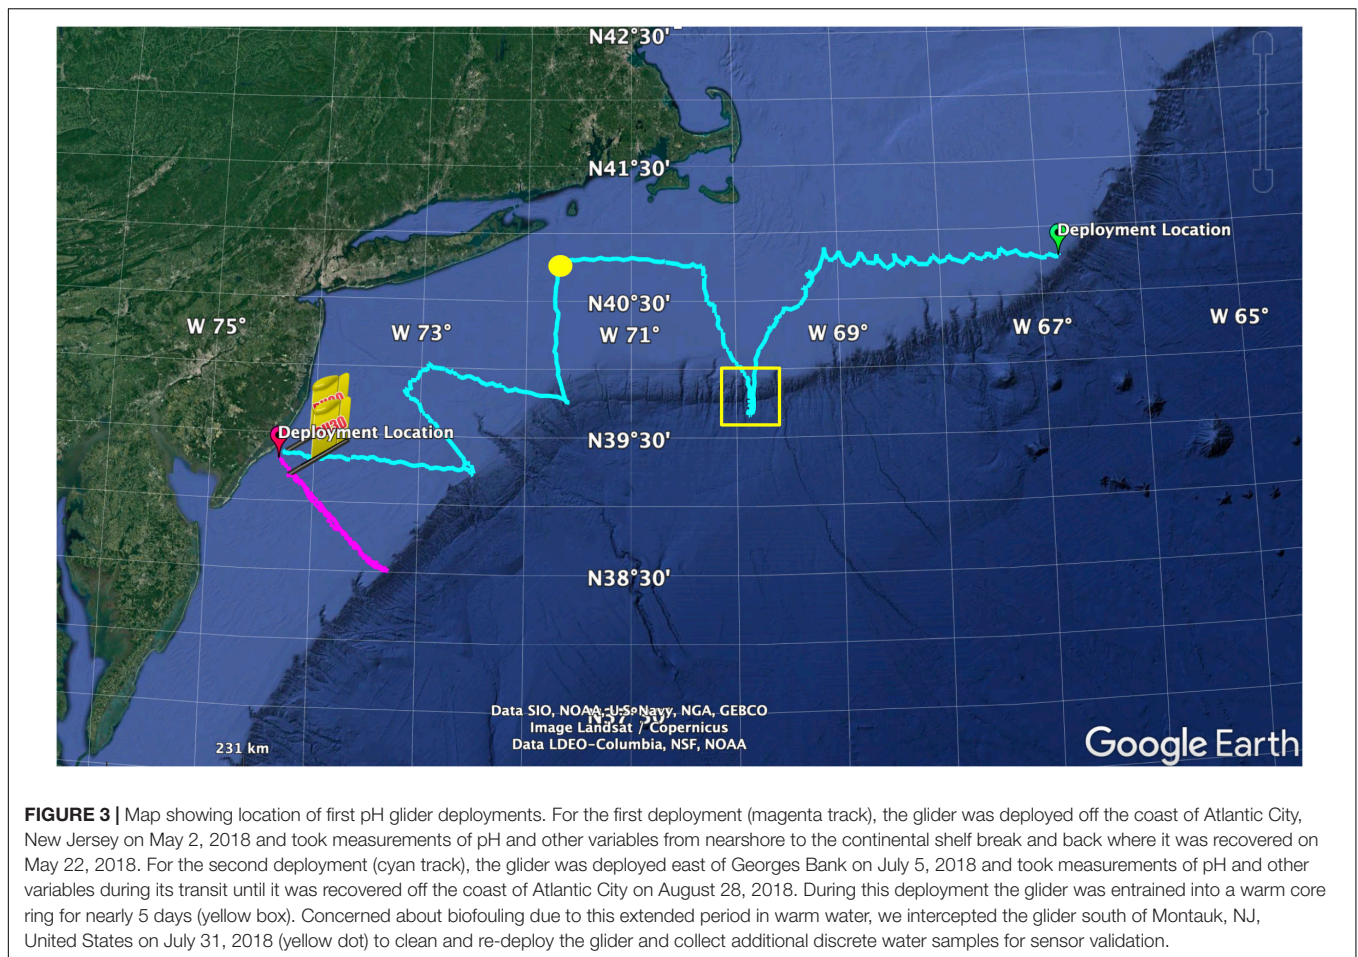 N42°30'
N41°30'
Deployment Location
N40°30'
W 75°
W 73°
W 71°
W 69°
W 67°
W 65°
Deployment Location
N39°30'
N38°30'
Data SIO, NOAA, U.S. Navy, NGA, GEBCO
N37°30'
Image Landsat / Copernicus
Data LDEO-Columbia, NSF, NOAA
231 km
Google Earth
FIGURE 3 | Map showing location of first pH glider deployments. For the first deployment (magenta track), the glider was deployed off the coast of Atlantic City,
New Jersey on May 2, 2018 and took measurements of pH and other variables from nearshore to the continental shelf break and back where it was recovered on
May 22, 2018. For the second deployment (cyan track), the glider was deployed east of Georges Bank on July 5, 2018 and took measurements of pH and other
variables during its transit until it was recovered off the coast of Atlantic City on August 28, 2018. During this deployment the glider was entrained into a warm core
ring for nearly 5 days (yellow box). Concerned about biofouling due to this extended period in warm water, we intercepted the glider south of Montauk, NJ,
United States on July 31, 2018 (yellow dot) to clean and re-deploy the glider and collect additional discrete water samples for sensor validation.